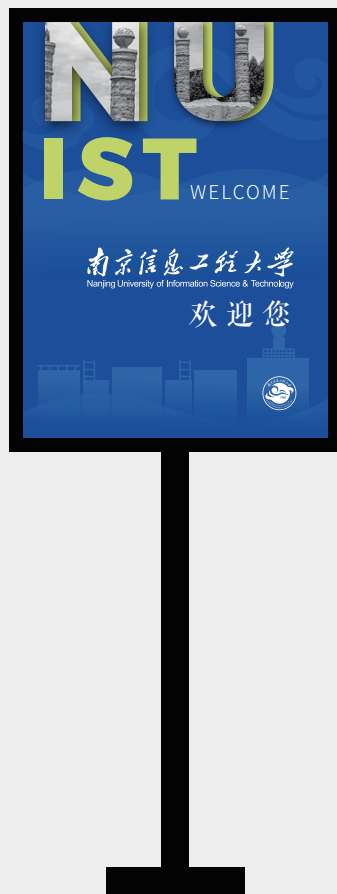 NU
IST
WELCOME
南京信息工程大学
Nanjing University of Information Science & Technology
欢迎您